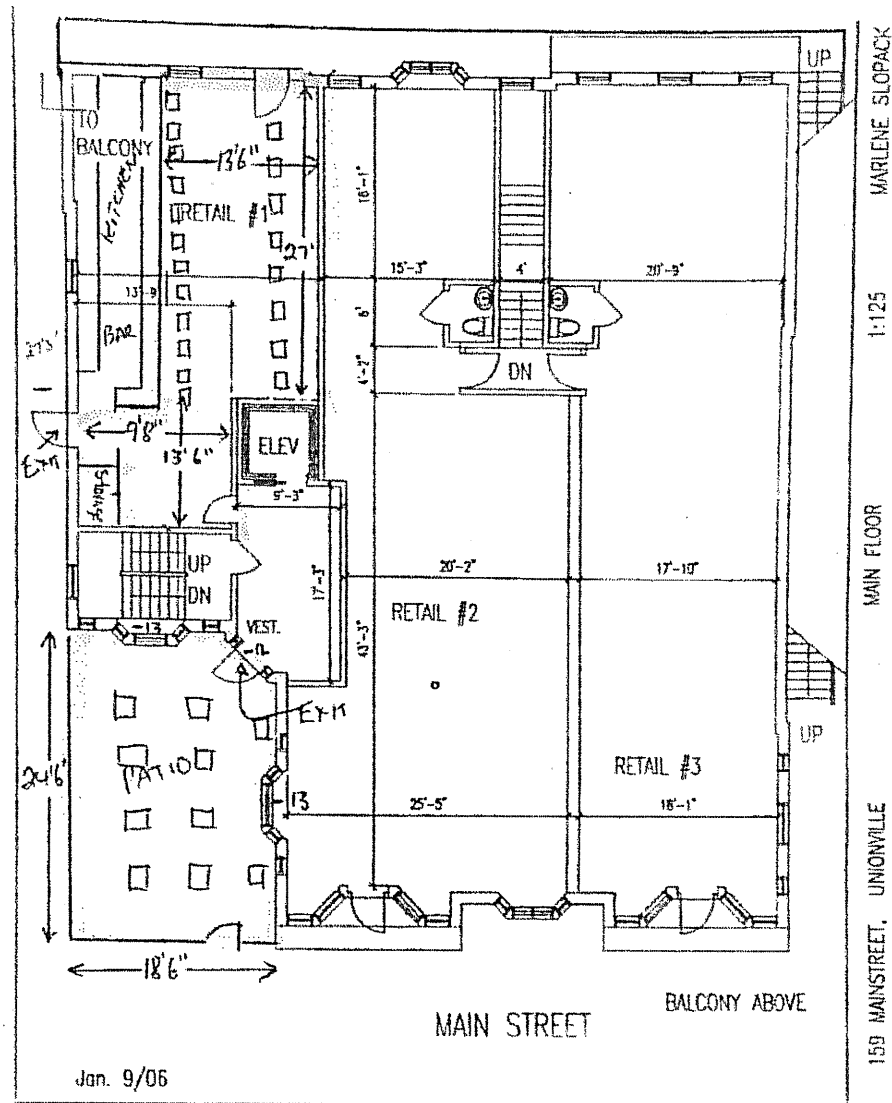 UP
TO
BALCONY
KITCHEN
13'6"
RETAIL #1
27'
16'-1"
15'-3"
4'
20'-9"
13'-9
6'
BAR
4'-2"
DN
9'8"
EXIT
13'6"
ELEV
STORAGE
5'-3"
UP
DN
17'-3"
20'-2"
17'-10"
RETAIL #2
43'-3"
-13
VEST.
-12
EXIT
UP
24'6"
PATIO
RETAIL #3
-13
25'-5"
18'-1"
18'6"
MAIN STREET
BALCONY ABOVE
Jan. 9/06
MARLENE SLOPACK
1:125
MAIN FLOOR
159 MAINSTREET, UNIONVILLE